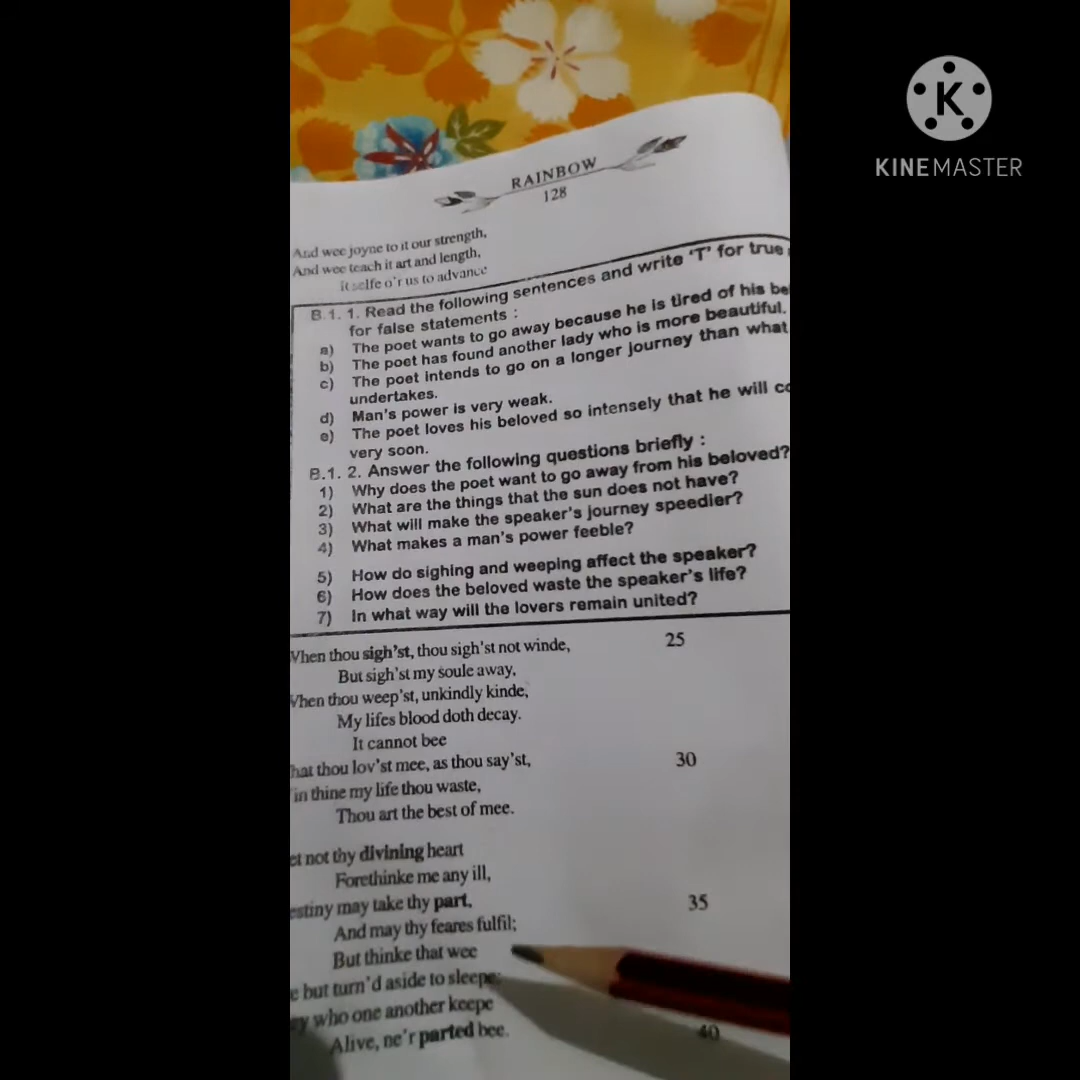 RAINBOW
128
And wee joyne to it our strength,
And wee teach it art and length,
it selfe o'r us to advance
B.1. 1. Read the following sentences and write 'T' for true
for false statements :
a) The poet wants to go away because he is tired of his be
b) The poet has found another lady who is more beautiful.
c) The poet intends to go on a longer journey than what
undertakes.
d) Man's power is very weak.
e) The poet loves his beloved so intensely that he will co
very soon.
B.1. 2. Answer the following questions briefly :
1) Why does the poet want to go away from his beloved?
2) What are the things that the sun does not have?
3) What will make the speaker's journey speedier?
4) What makes a man's power feeble?
5) How do sighing and weeping affect the speaker?
6) How does the beloved waste the speaker's life?
7) In what way will the lovers remain united?
When thou sigh'st, thou sigh'st not winde, 25
But sigh'st my soule away,
When thou weep'st, unkindly kinde,
My lifes blood doth decay.
It cannot bee
hat thou lov'st mee, as thou say'st, 30
in thine my life thou waste,
Thou art the best of mee.
et not thy divining heart
Forethinke me any ill,
estiny may take thy part, 35
And may thy feares fulfil;
But thinke that wee
e but turn'd aside to sleepe;
ey who one another keepe
Alive, ne'r parted bee. 40
K
KINEMASTER